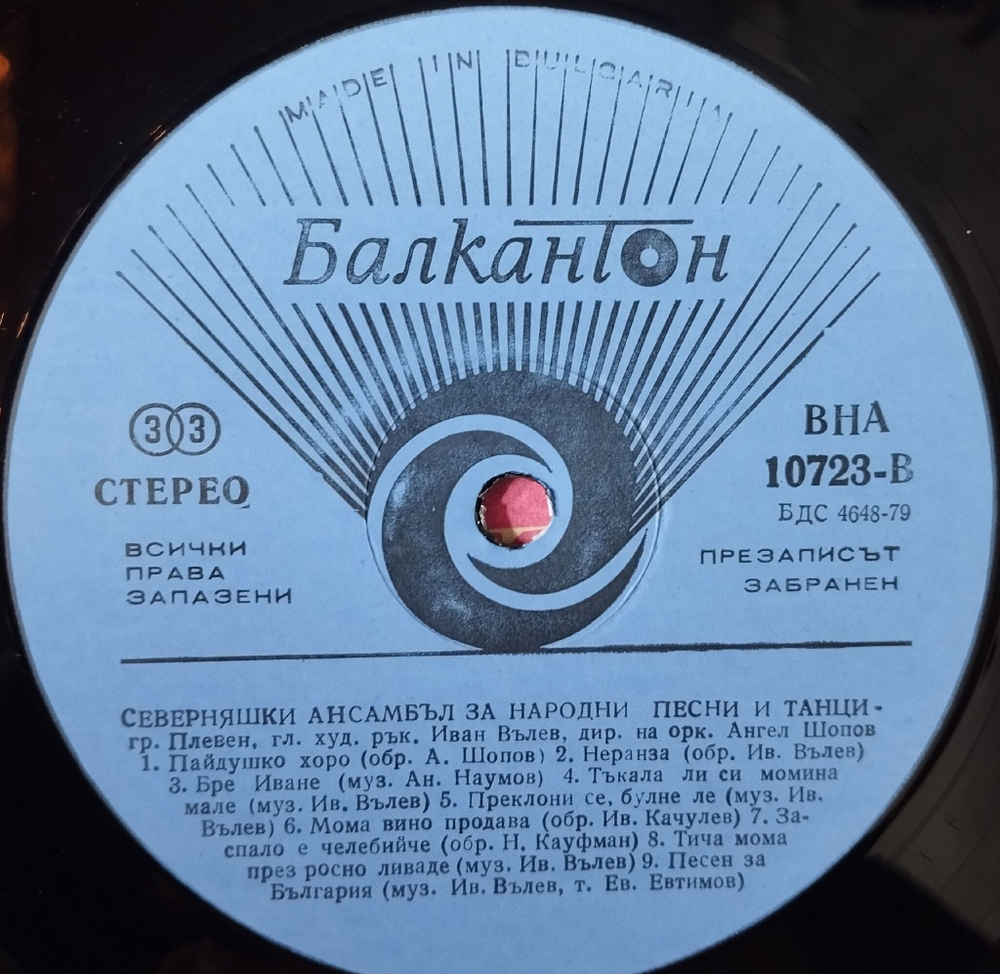 MADE IN BULGARIA
Балкантон
33
СТЕРЕО
ВСИЧКИ
ПРАВА
ЗАПАЗЕНИ
ВНА
10723-В
БДС 4648-79
ПРЕЗАПИСЪТ
ЗАБРАНЕН
СЕВЕРНЯШКИ АНСАМБЪЛ ЗА НАРОДНИ ПЕСНИ И ТАНЦИ-
гр. Плевен, гл. худ. рък. Иван Вълев, дир. на орк. Ангел Шопов
1. Пайдушко хоро (обр. А. Шопов) 2. Неранза (обр. Ив. Вълев)
3. Бре Иване (муз. Ан. Наумов) 4. Тъкала ли си момина
мале (муз. Ив. Вълев) 5. Преклони се, булне ле (муз. Ив.
Вълев) 6. Мома вино продава (обр. Ив. Качулев) 7. За-
спало е челебийче (обр. Н. Кауфман) 8. Тича мома
през росно ливаде (муз. Ив. Вълев) 9. Песен за
България (муз. Ив. Вълев, т. Ев. Евтимов)